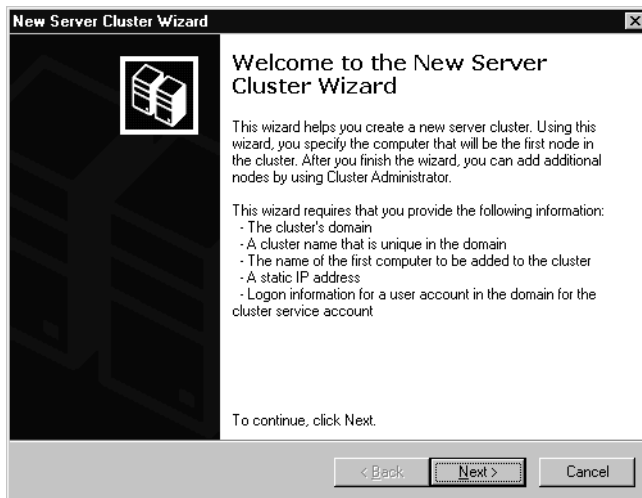 New Server Cluster Wizard
Welcome to the New Server
Cluster Wizard
This wizard helps you create a new server cluster. Using this
wizard, you specify the computer that will be the first node in
the cluster. After you finish the wizard, you can add additional
nodes by using Cluster Administrator.
This wizard requires that you provide the following information:
- The cluster's domain
- A cluster name that is unique in the domain
- The name of the first computer to be added to the cluster
- A static IP address
- Logon information for a user account in the domain for the
cluster service account
To continue, click Next.
< Back
Next >
Cancel